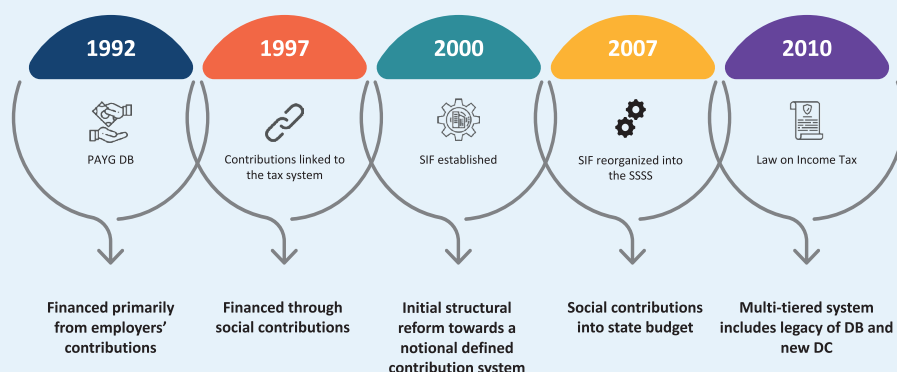 1992
1997
2000
2007
2010
PAYG DB
Contributions linked to
the tax system
SIF established
SIF reorganized into
the SSSS
Law on Income Tax
Financed primarily
from employers’
contributions
Financed through
social contributions
Initial structural
reform towards a
notional defined
contribution system
Social contributions
into state budget
Multi-tiered system
includes legacy of DB and
new DC